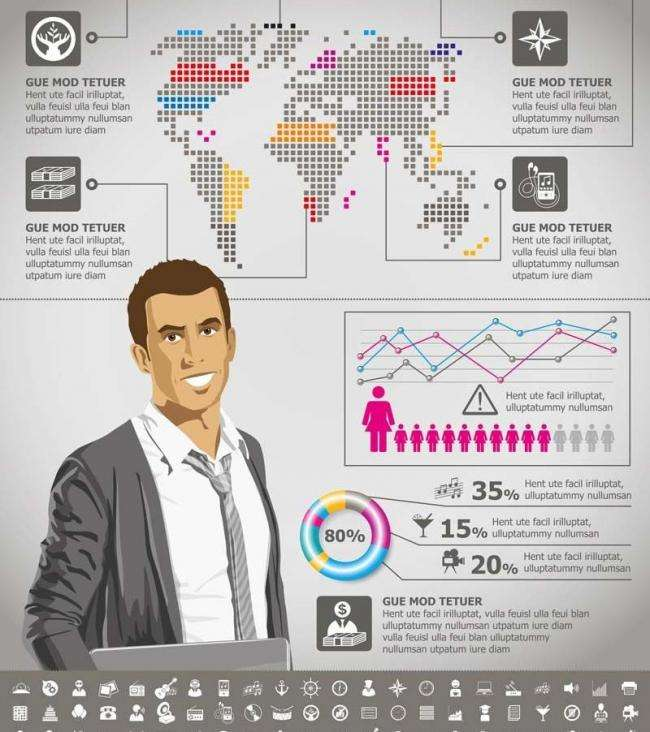 GUE MOD TETUER
Hent ute facil irilluptat,
vulla feuisl ulla feui blan
ulluptatummy nullumsan
utpatum iure diam
GUE MOD TETUER
Hent ute facil irilluptat,
vulla feuisl ulla feui blan
ulluptatummy nullumsan
utpatum iure diam
GUE MOD TETUER
Hent ute facil irilluptat,
vulla feuisl ulla feui blan
ulluptatummy nullumsan
utpatum iure diam
GUE MOD TETUER
Hent ute facil irilluptat,
vulla feuisl ulla feui blan
ulluptatummy nullumsan
utpatum iure diam
Hent ute facil irilluptat,
ulluptatummy nullumsan
35% Hent ute facil irilluptat,
ulluptatummy nullumsan
80%
15% Hent ute facil irilluptat,
ulluptatummy nullumsan
20% Hent ute facil irilluptat,
ulluptatummy nullumsan
$
GUE MOD TETUER
Hent ute facil irilluptat, vulla feuisl ulla feui blan
ulluptatummy nullumsan utpatum iure diam
vulla feuisl ulla feui blan ulluptatummy
nullumsan utpatum iure diam